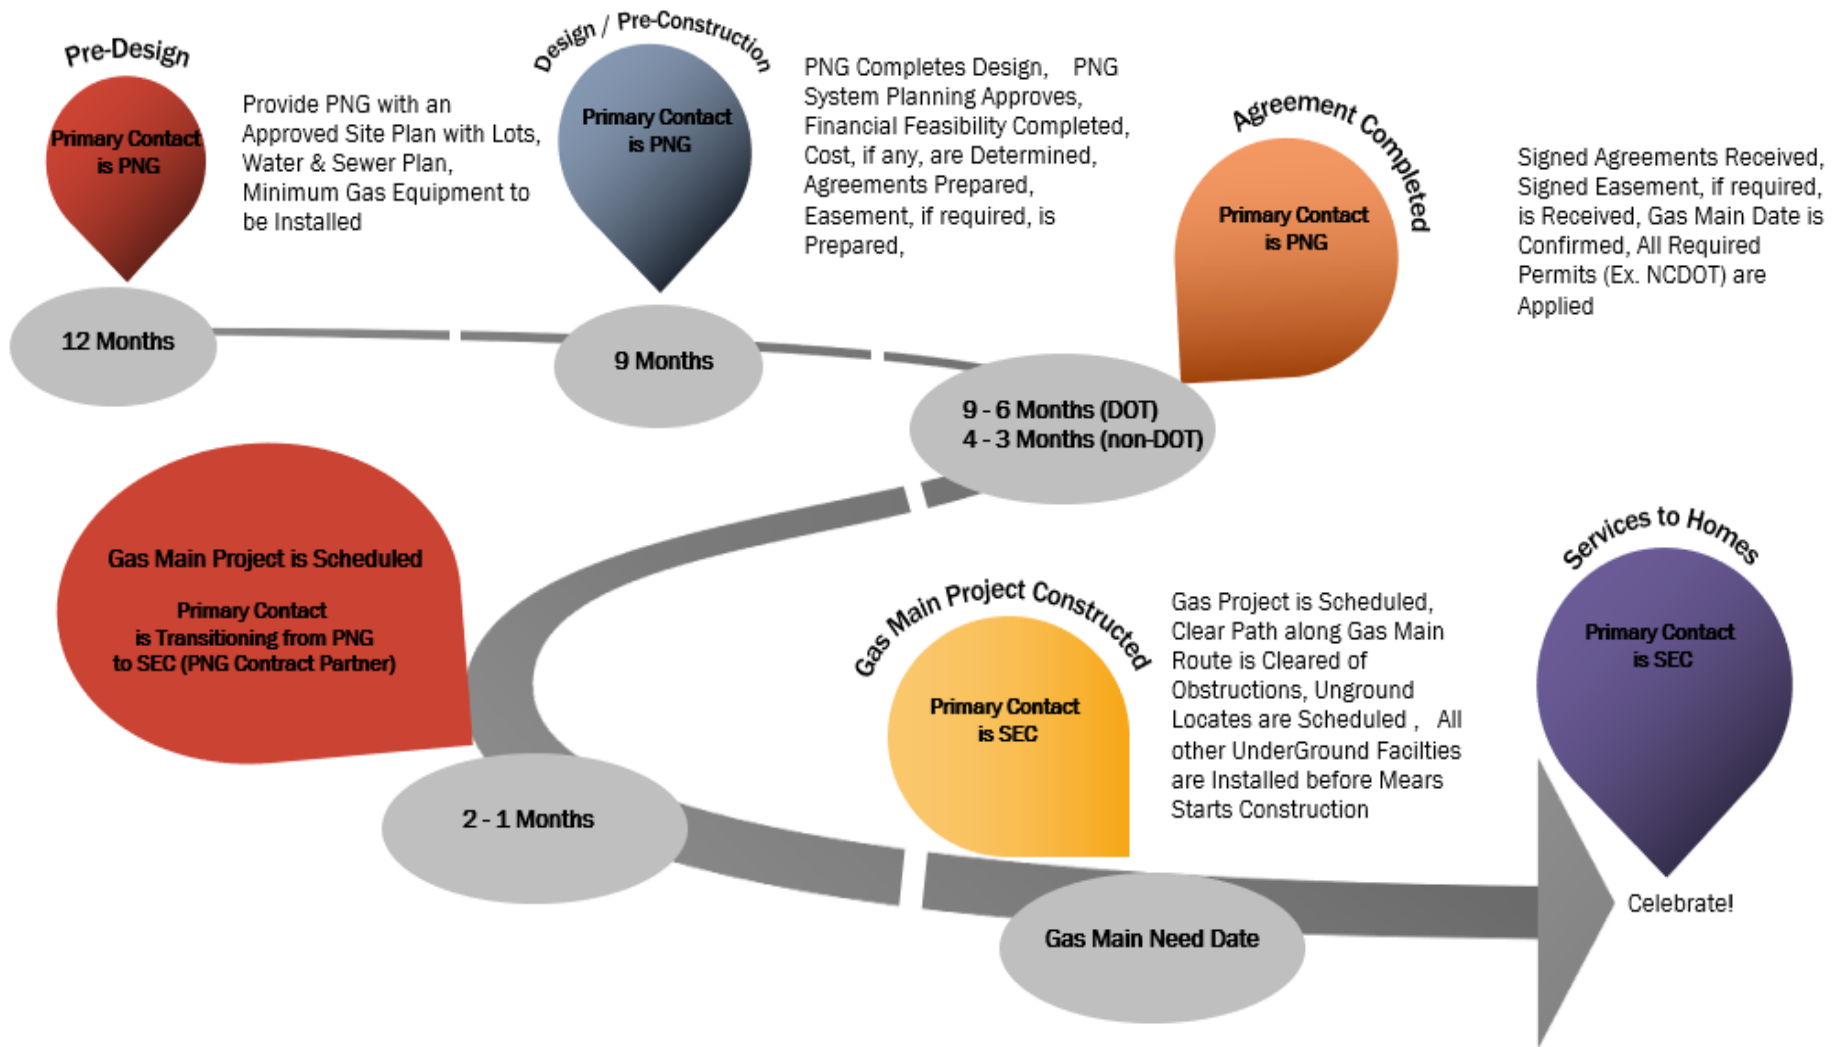 Pre-Design
Primary Contact
is PNG
Provide PNG with an
Approved Site Plan with Lots,
Water & Sewer Plan,
Minimum Gas Equipment to
be Installed
12 Months
Design / Pre-Construction
Primary Contact
is PNG
PNG Completes Design, PNG
System Planning Approves,
Financial Feasibility Completed,
Cost, if any, are Determined,
Agreements Prepared,
Easement, if required, is
Prepared,
9 Months
Agreement Completed
Primary Contact
is PNG
Signed Agreements Received,
Signed Easement, if required,
is Received, Gas Main Date is
Confirmed, All Required
Permits (Ex. NCDOT) are
Applied
9 - 6 Months (DOT)
4 - 3 Months (non-DOT)
Gas Main Project is Scheduled
Primary Contact
is Transitioning from PNG
to SEC (PNG Contract Partner)
2 - 1 Months
Gas Main Project Constructed
Primary Contact
is SEC
Gas Project is Scheduled,
Clear Path along Gas Main
Route is Cleared of
Obstructions, Unground
Locates are Scheduled , All
other UnderGround Facilties
are Installed before Mears
Starts Construction
Gas Main Need Date
Services to Homes
Primary Contact
is SEC
Celebrate!